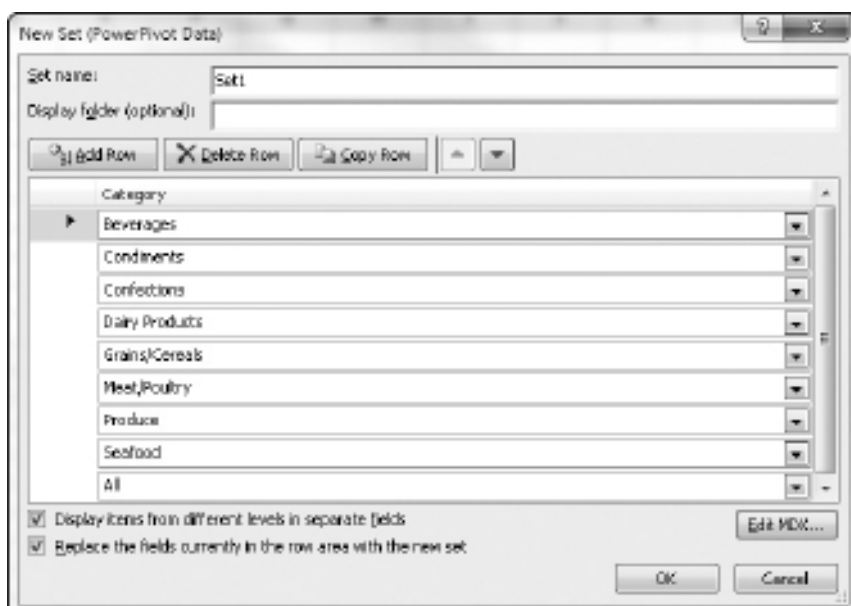 New Set (PowerPivot Data)
Set name: Set1
Display folder (optional):
Add Row Delete Row Copy Row
Category
Beverages
Condiments
Confections
Dairy Products
Grains/Cereals
Meat/Poultry
Produce
Seafood
All
Display items from different levels in separate fields
Edit MDX...
Replace the fields currently in the row area with the new set
OK Cancel